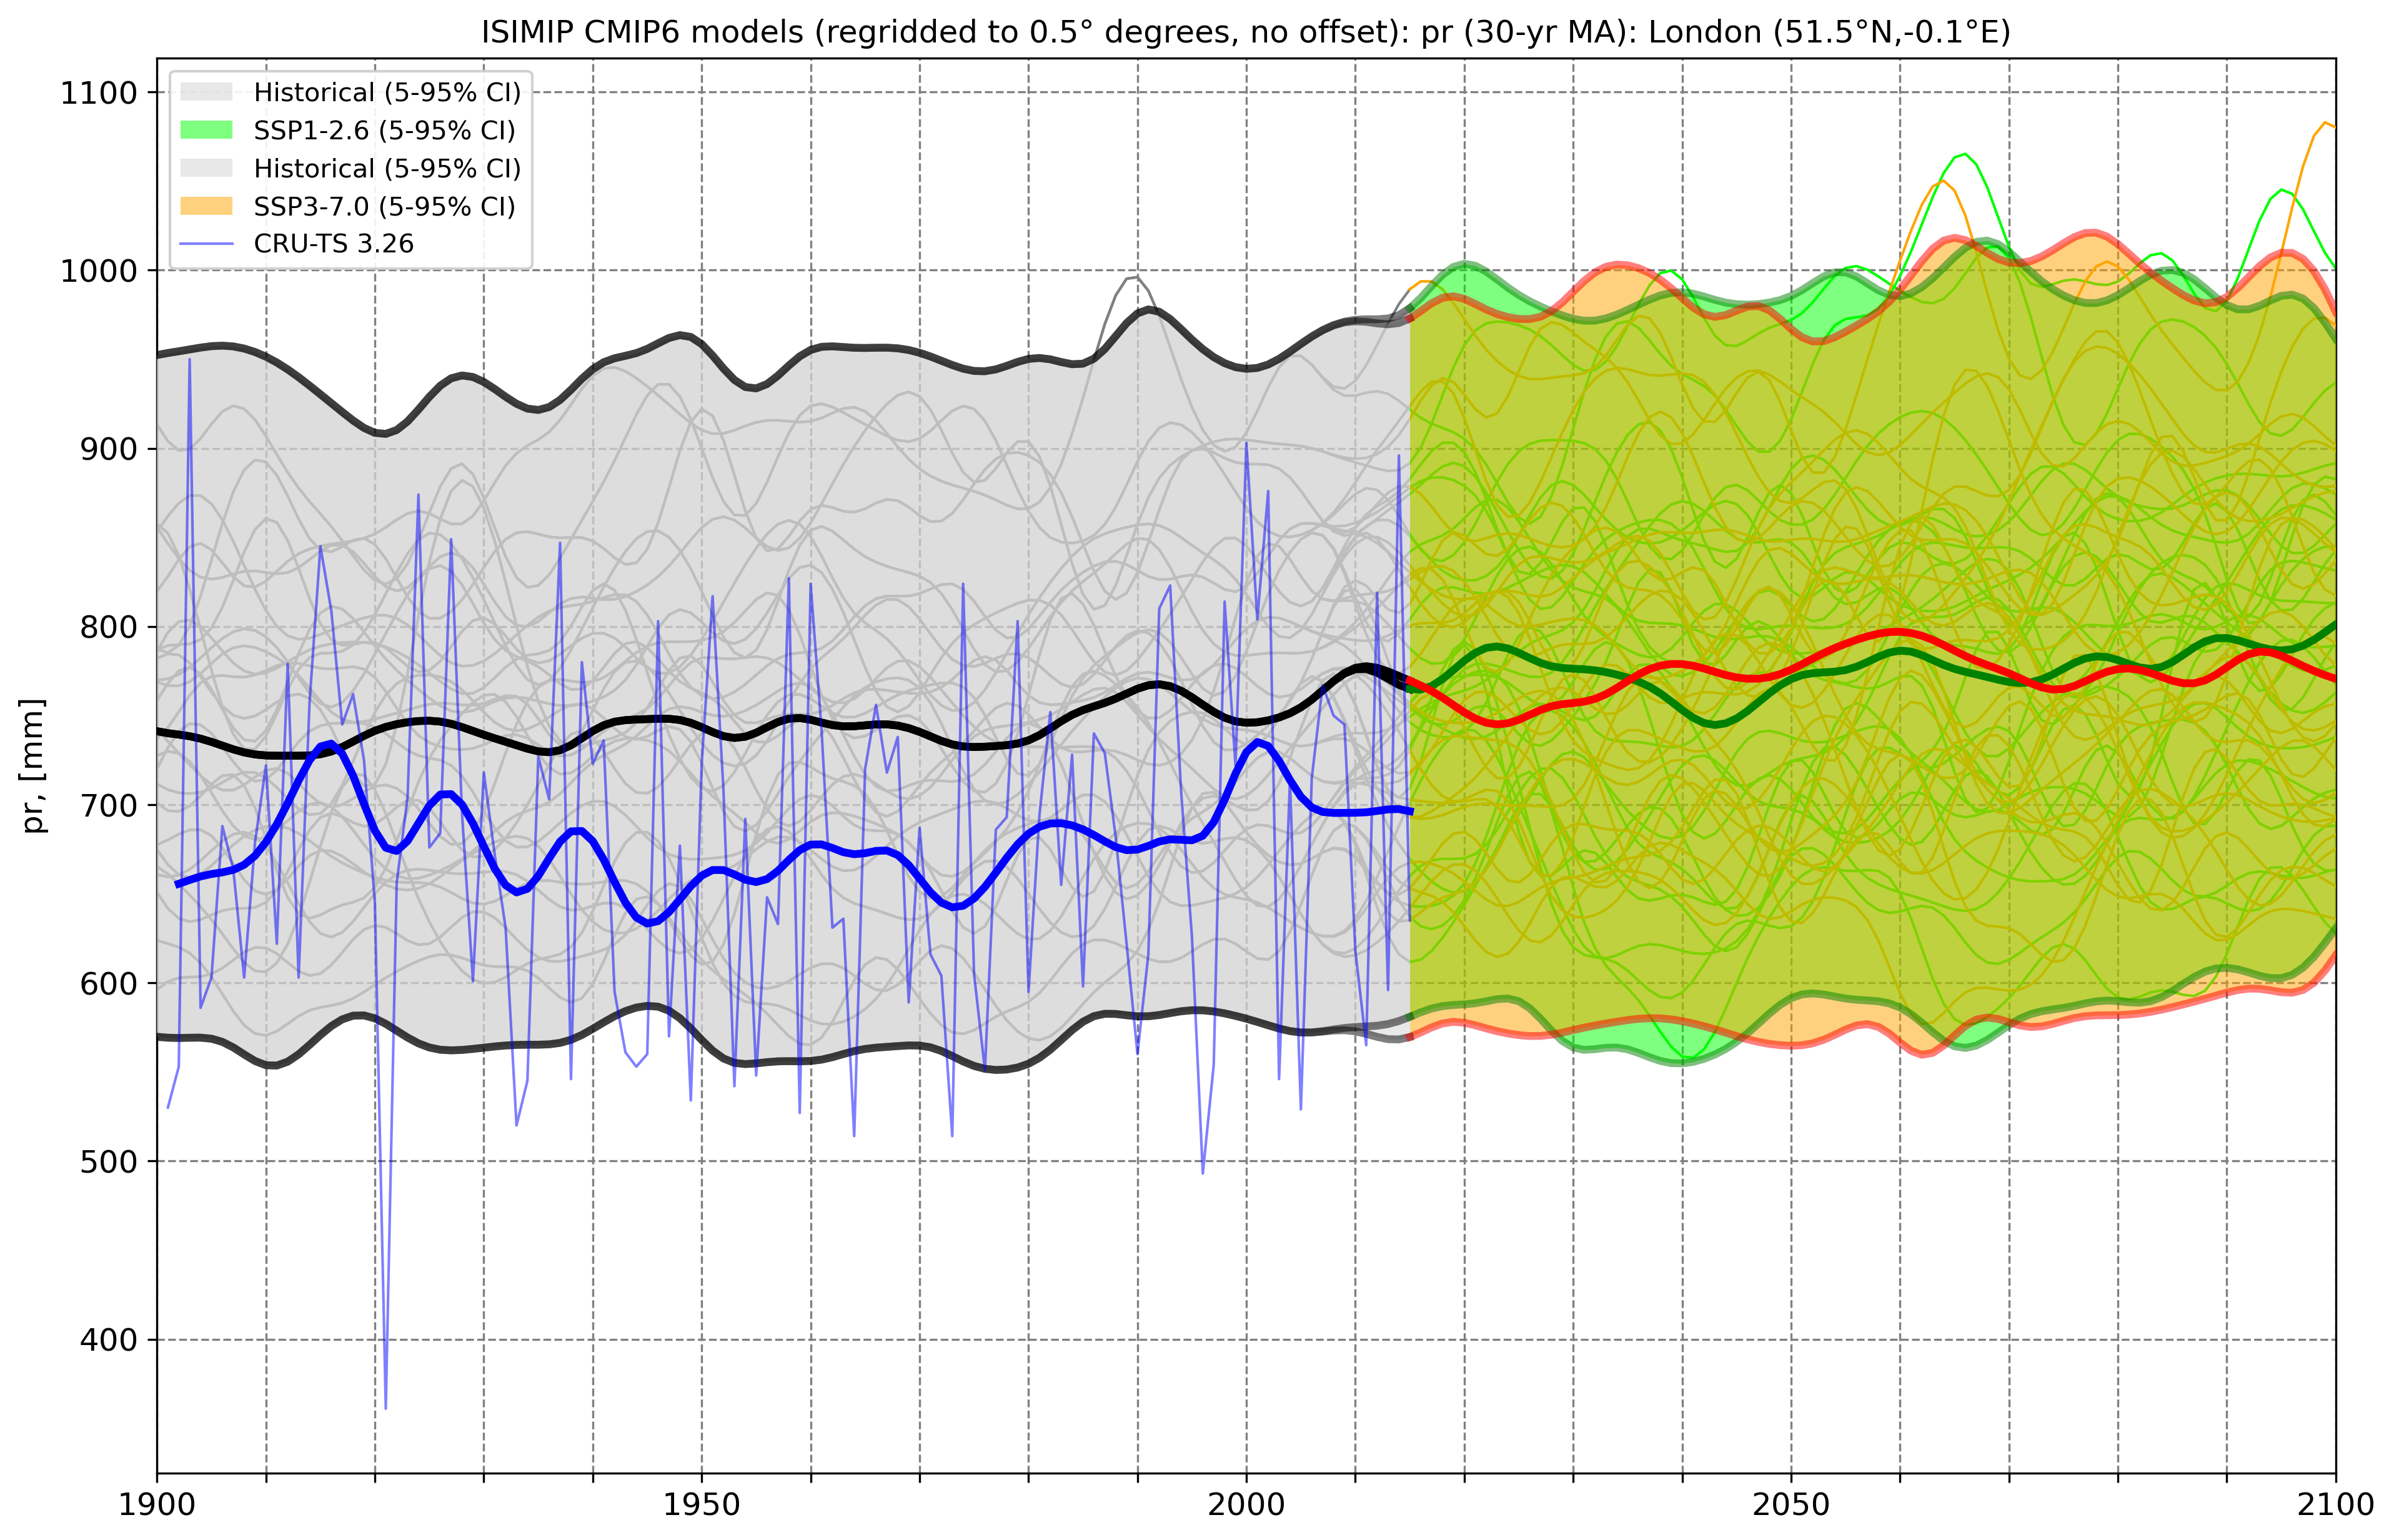 ISIMIP CMIP6 models (regridded to 0.5° degrees, no offset): pr (30-yr MA): London (51.5°N,-0.1°E)
Historical (5-95% CI)
SSP1-2.6 (5-95% CI)
Historical (5-95% CI)
SSP3-7.0 (5-95% CI)
CRU-TS 3.26
pr, [mm]
1100
1000
900
800
700
600
500
400
1900
1950
2000
2050
2100